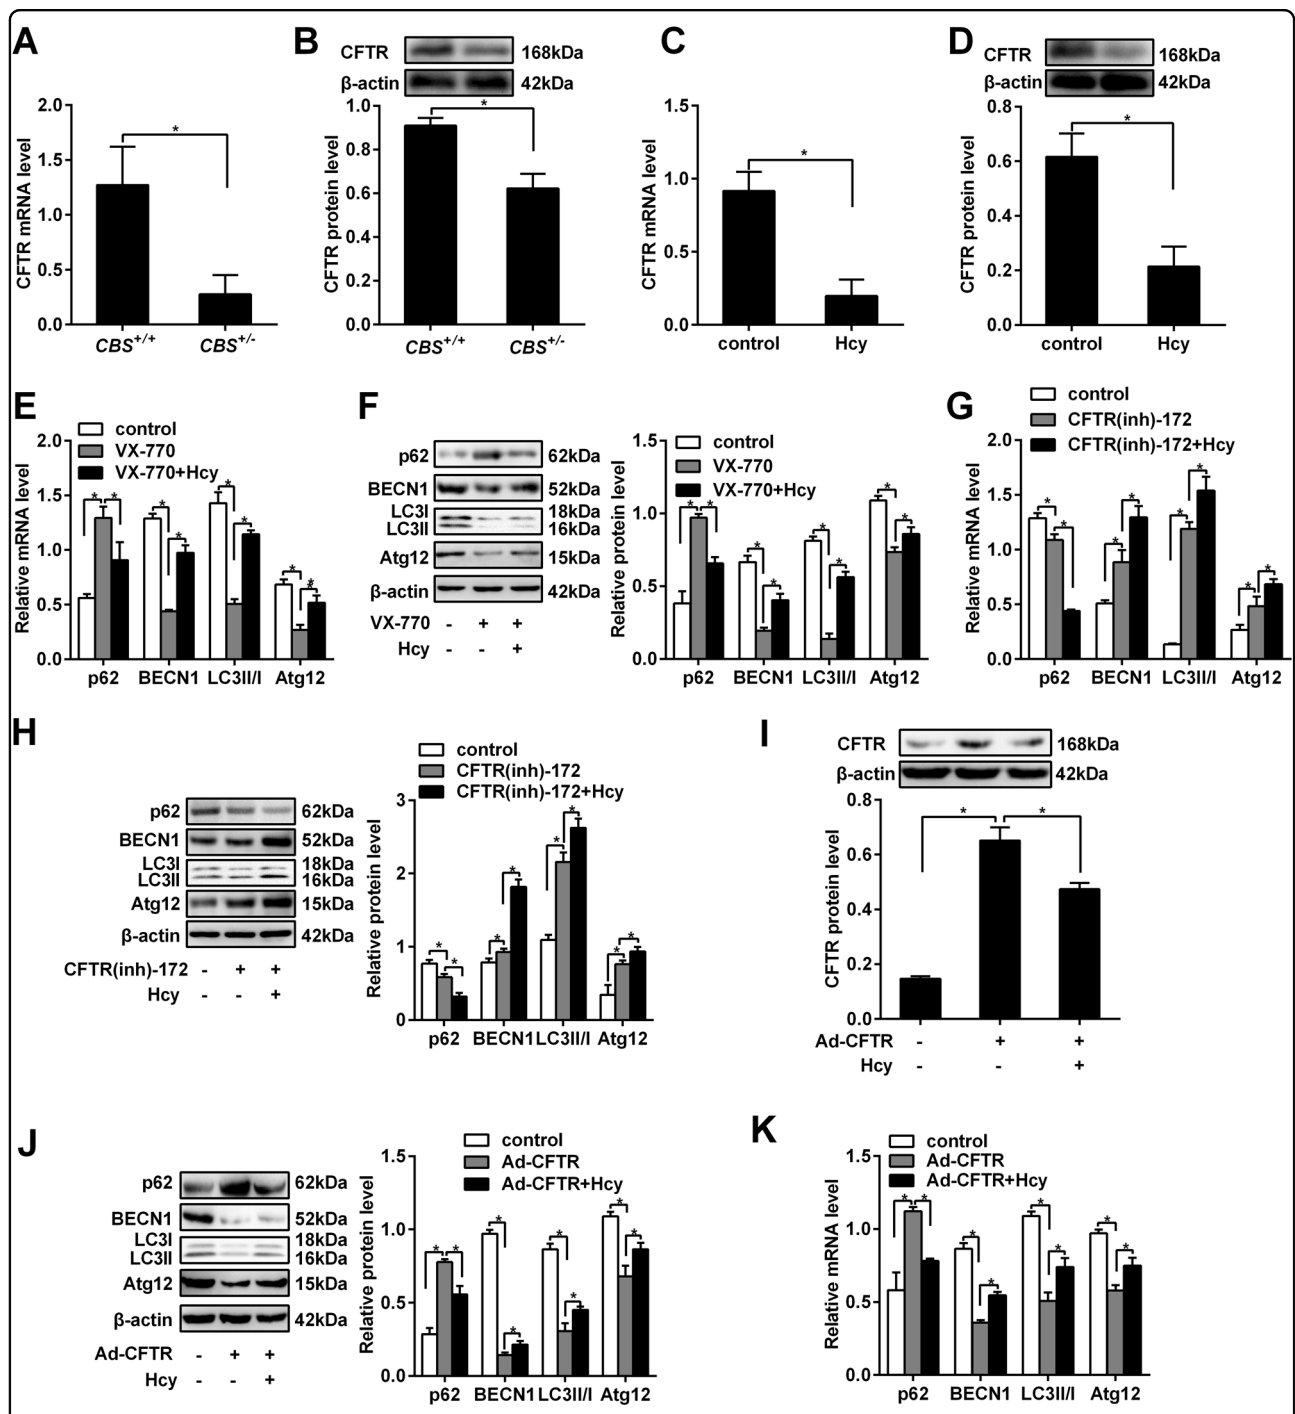 A
CFTR mRNA level
2.0
1.5
1.0
0.5
0.0
*
CBS+/+
CBS+/-
B
CFTR
168kDa
β-actin
42kDa
CFTR protein level
1.0
0.8
0.6
0.4
0.2
0.0
*
CBS+/+
CBS+/-
C
CFTR mRNA level
1.5
1.0
0.5
0.0
*
control
Hcy
D
CFTR
168kDa
β-actin
42kDa
CFTR protein level
0.8
0.6
0.4
0.2
0.0
*
control
Hcy
E
control
VX-770
VX-770+Hcy
Relative mRNA level
2.0
1.5
1.0
0.5
0.0
* * * * * * * *
p62 BECN1 LC3II/I Atg12
F
p62 62kDa
BECN1 52kDa
LC3I 18kDa
LC3II 16kDa
Atg12 15kDa
β-actin 42kDa
VX-770 - + +
Hcy - - +
control
VX-770
VX-770+Hcy
Relative protein level
1.5
1.0
0.5
0.0
* * * * * * * *
p62 BECN1 LC3II/I Atg12
G
control
CFTR(inh)-172
CFTR(inh)-172+Hcy
Relative mRNA level
2.0
1.5
1.0
0.5
0.0
* * * * * * * *
p62 BECN1 LC3II/I Atg12
H
p62 62kDa
BECN1 52kDa
LC3I 18kDa
LC3II 16kDa
Atg12 15kDa
β-actin 42kDa
CFTR(inh)-172 - + +
Hcy - - +
control
CFTR(inh)-172
CFTR(inh)-172+Hcy
Relative protein level
3
2
1
0
* * * * * * * *
p62 BECN1 LC3II/I Atg12
I
CFTR 168kDa
β-actin 42kDa
CFTR protein level
0.8
0.6
0.4
0.2
0.0
* *
Ad-CFTR - + +
Hcy - - +
J
p62 62kDa
BECN1 52kDa
LC3I 18kDa
LC3II 16kDa
Atg12 15kDa
β-actin 42kDa
Ad-CFTR - + +
Hcy - - +
control
Ad-CFTR
Ad-CFTR+Hcy
Relative protein level
1.5
1.0
0.5
0.0
* * * * * * * *
p62 BECN1 LC3II/I Atg12
K
control
Ad-CFTR
Ad-CFTR+Hcy
Relative mRNA level
1.5
1.0
0.5
0.0
* * * * * * * *
p62 BECN1 LC3II/I Atg12